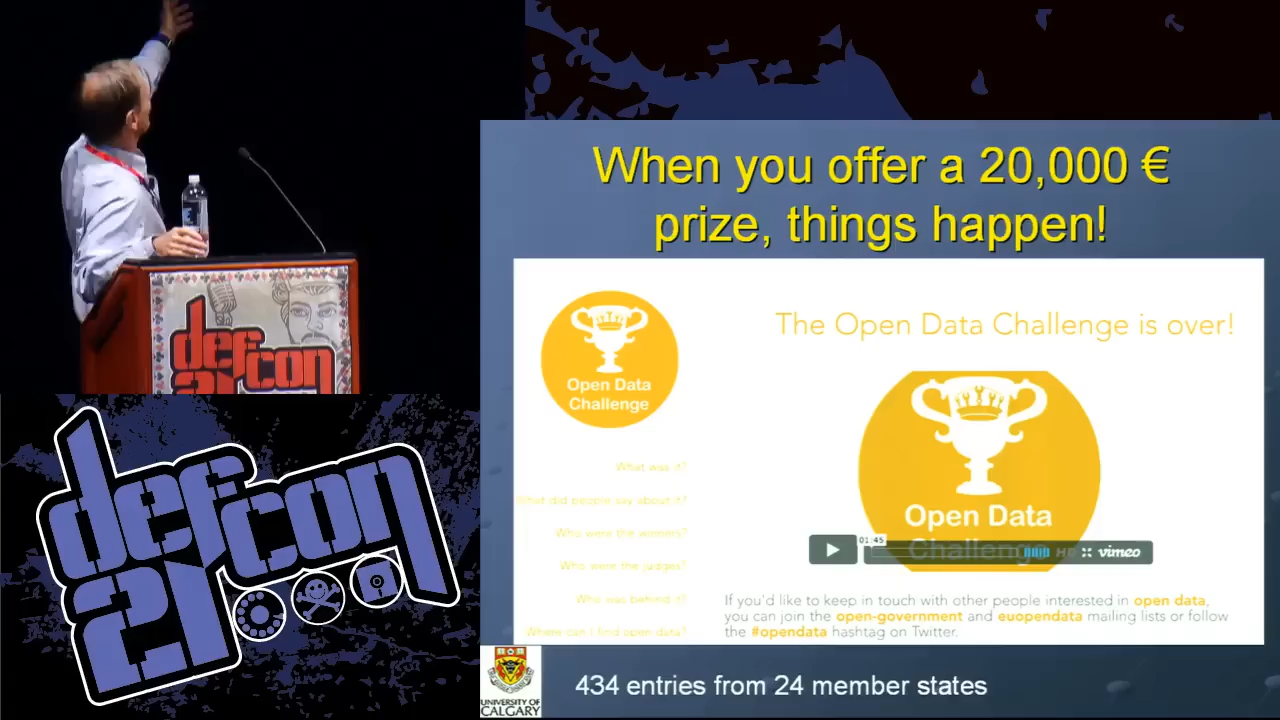 When you offer a 20,000 €
prize, things happen!
The Open Data Challenge is over!
Open Data
Challenge
Open Data
Challenge
01:45
HD
vimeo
What was it?
What did people say about it?
Who were the winners?
Who were the judges?
Who was behind it?
Where can I find open data?
If you'd like to keep in touch with other people interested in open data,
you can join the open-government and euopendata mailing lists or follow
the #opendata hashtag on Twitter.
UNIVERSITY OF
CALGARY
434 entries from 24 member states
defcon
21
defcon
21